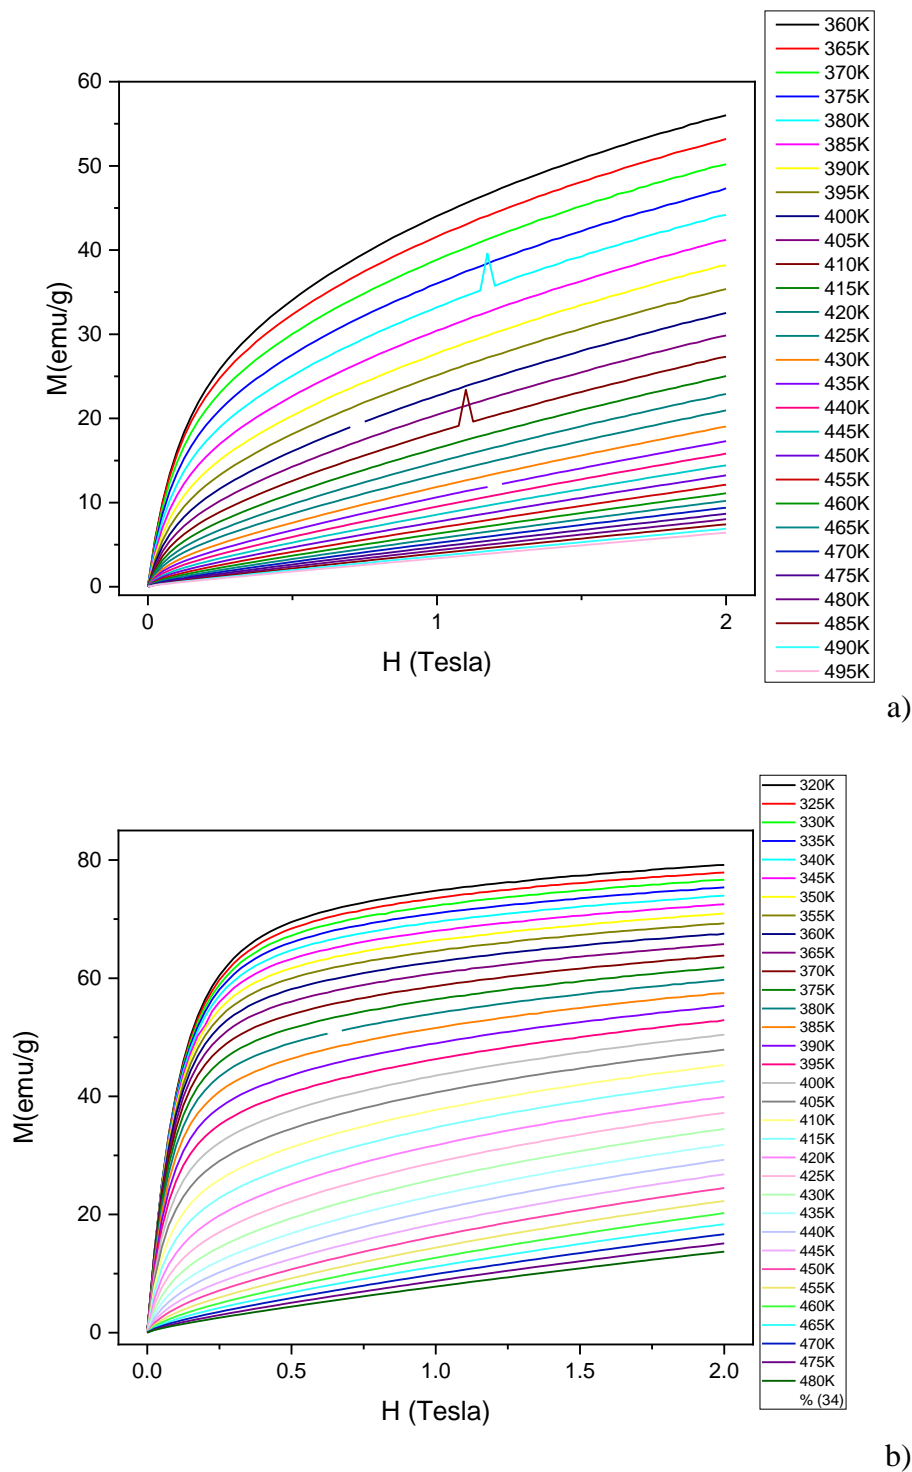 360K
365K
370K
375K
380K
385K
390K
395K
400K
405K
410K
415K
420K
425K
430K
435K
440K
445K
450K
455K
460K
465K
470K
475K
480K
485K
490K
495K
60
50
40
30
20
10
0
M(emu/g)
0
1
2
H (Tesla)
a)
320K
325K
330K
335K
340K
345K
350K
355K
360K
365K
370K
375K
380K
385K
390K
395K
400K
405K
410K
415K
420K
425K
430K
435K
440K
445K
450K
455K
460K
465K
470K
475K
480K
% (34)
80
60
40
20
0
M(emu/g)
0.0
0.5
1.0
1.5
2.0
H (Tesla)
b)